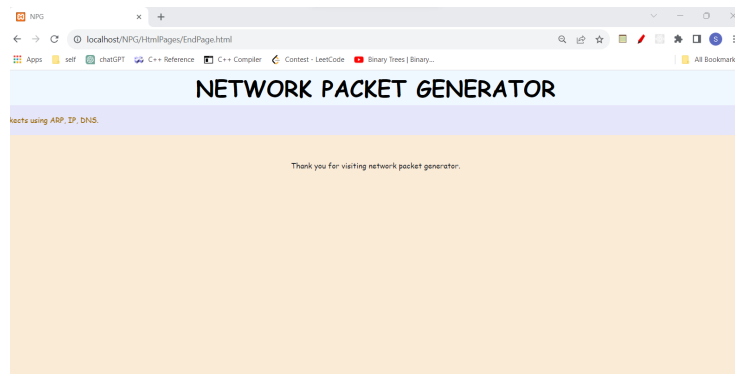 NPG
localhost/NPG/HtmlPages/EndPage.html
S
Apps self chatGPT C++ Reference C++ Compiler Contest - LeetCode Binary Trees | Binary... All Bookmark
NETWORK PACKET GENERATOR
kects using ARP, IP, DNS.
Thank you for visiting network packet generator.